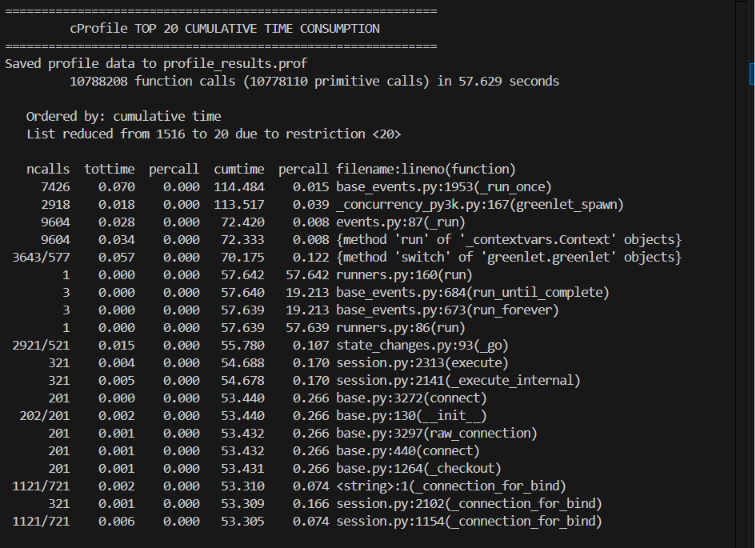 ============================================================
cProfile TOP 20 CUMULATIVE TIME CONSUMPTION
============================================================
Saved profile data to profile_results.prof
10788208 function calls (10778110 primitive calls) in 57.629 seconds
Ordered by: cumulative time
List reduced from 1516 to 20 due to restriction <20>
ncalls tottime percall cumtime percall filename:lineno(function)
7426 0.070 0.000 114.484 0.015 base_events.py:1953(_run_once)
2918 0.018 0.000 113.517 0.039 _concurrency_py3k.py:167(greenlet_spawn)
9604 0.028 0.000 72.420 0.008 events.py:87(_run)
9604 0.034 0.000 72.333 0.008 {method 'run' of '_contextvars.Context' objects}
3643/577 0.057 0.000 70.175 0.122 {method 'switch' of 'greenlet.greenlet' objects}
1 0.000 0.000 57.642 57.642 runners.py:160(run)
3 0.000 0.000 57.640 19.213 base_events.py:684(run_until_complete)
3 0.000 0.000 57.639 19.213 base_events.py:673(run_forever)
1 0.000 0.000 57.639 57.639 runners.py:86(run)
2921/521 0.015 0.000 55.780 0.107 state_changes.py:93(_go)
321 0.004 0.000 54.688 0.170 session.py:2313(execute)
321 0.005 0.000 54.678 0.170 session.py:2141(_execute_internal)
201 0.000 0.000 53.440 0.266 base.py:3272(connect)
202/201 0.002 0.000 53.440 0.266 base.py:130(__init__)
201 0.001 0.000 53.432 0.266 base.py:3297(raw_connection)
201 0.001 0.000 53.432 0.266 base.py:440(connect)
201 0.001 0.000 53.431 0.266 base.py:1264(_checkout)
1121/721 0.002 0.000 53.310 0.074 <string>:1(_connection_for_bind)
321 0.001 0.000 53.309 0.166 session.py:2102(_connection_for_bind)
1121/721 0.006 0.000 53.305 0.074 session.py:1154(_connection_for_bind)